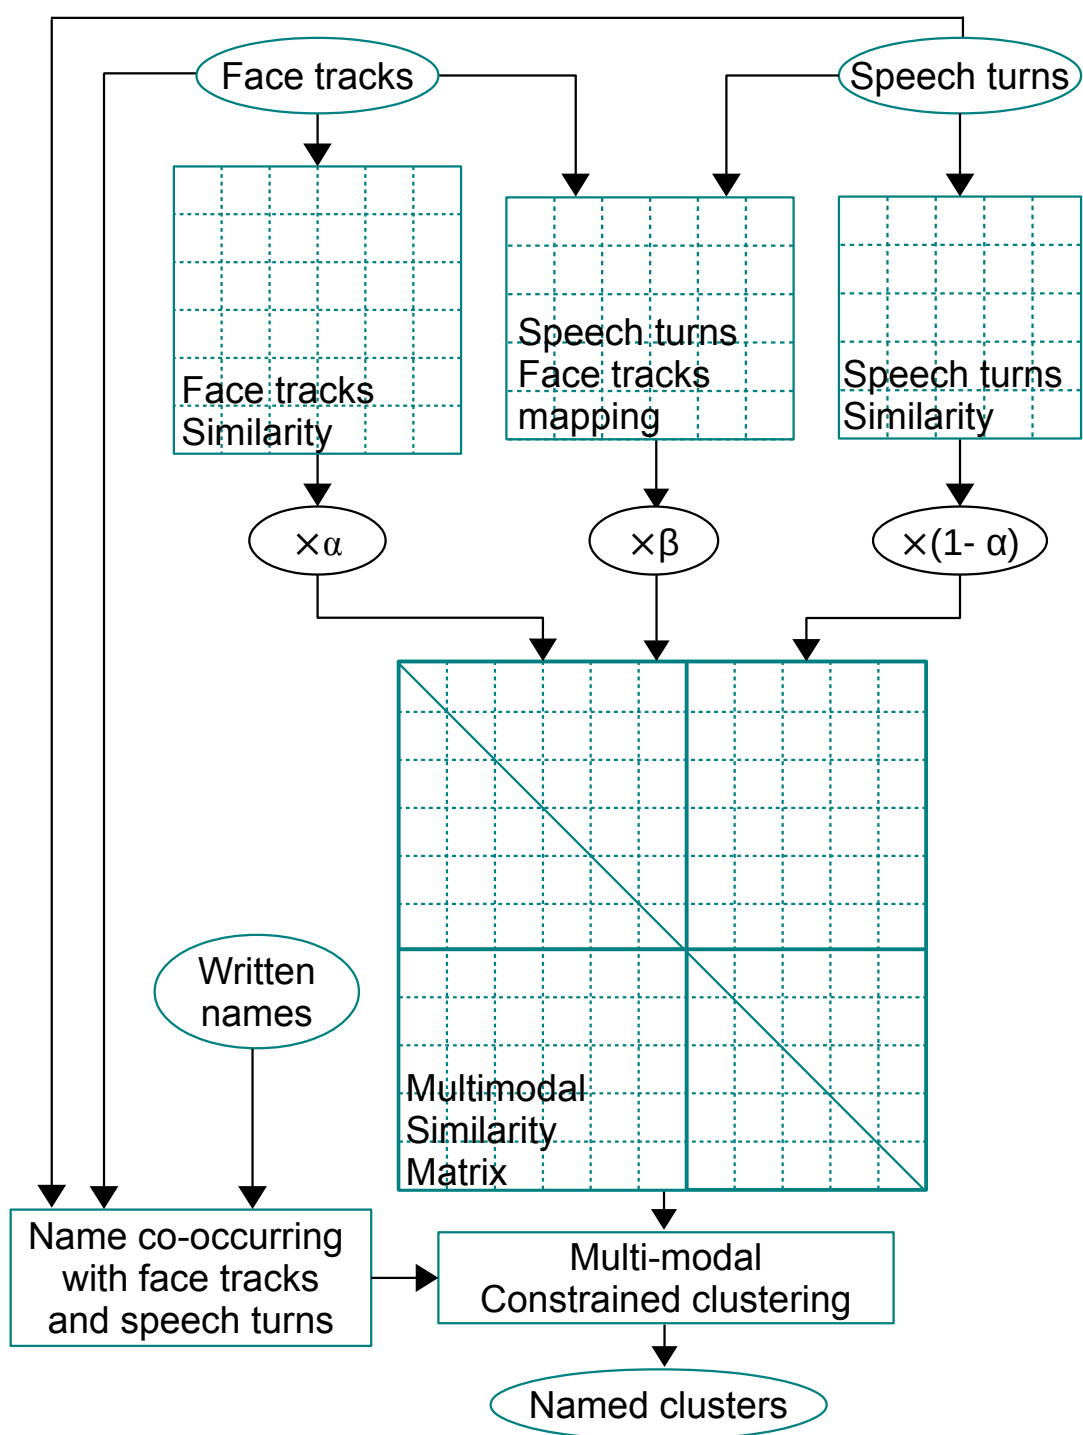 Face tracks
Speech turns
Face tracks
Similarity
Speech turns
Face tracks
mapping
Speech turns
Similarity
×α
×β
×(1- α)
Written
names
Multimodal
Similarity
Matrix
Name co-occurring
with face tracks
and speech turns
Multi-modal
Constrained clustering
Named clusters